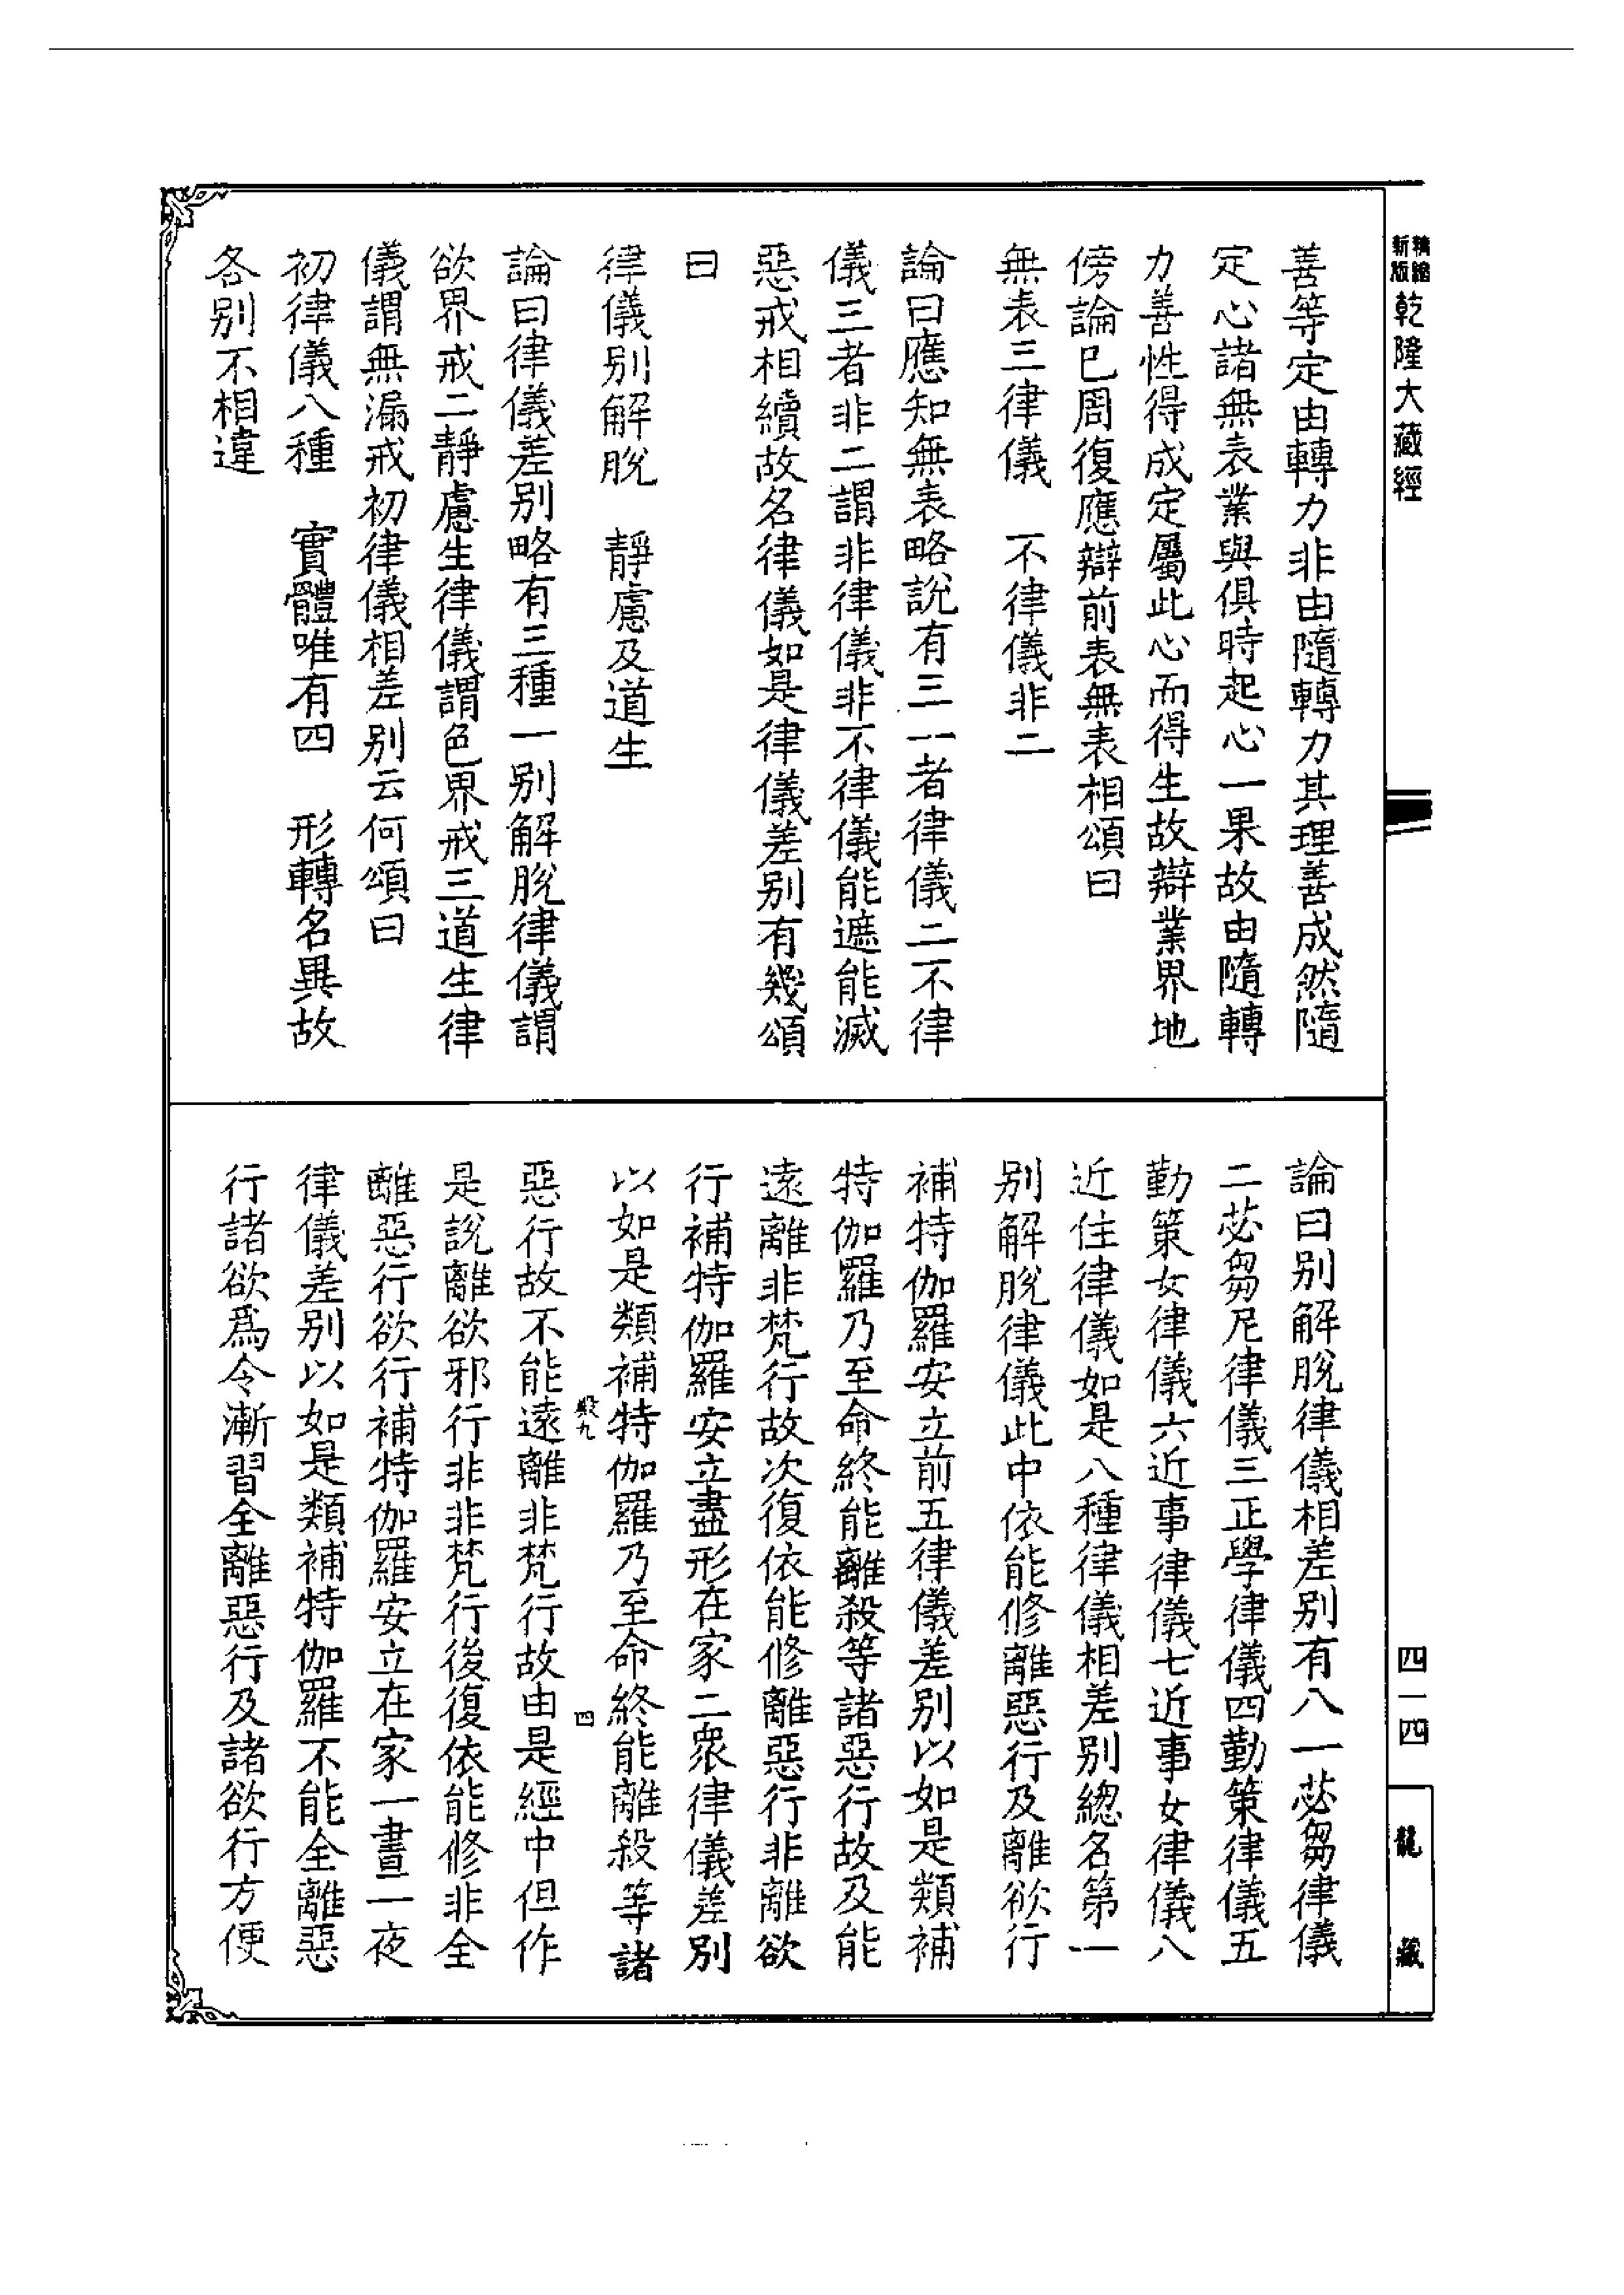 精縮新版乾隆大藏經
四一四
龍藏
善等定由轉力非由隨轉力其理善成然隨
定心諸無表業與俱時起心一果故由隨轉
力善性得成定屬此心而得生故辯業界地
傍論已周復應辯前表無表相頌曰
無表三律儀　不律儀非二
論曰應知無表略說有三一者律儀二不律
儀三者非二謂非律儀非不律儀能遮能滅
惡戒相續故名律儀如是律儀差別有幾頌
曰
律儀別解脫　靜慮及道生
論曰律儀差別略有三種一別解脫律儀謂
欲界戒二靜慮生律儀謂色界戒三道生律
儀謂無漏戒初律儀相差別云何頌曰
初律儀八種　實體唯有四　形轉名異故
各別不相違
論曰別解脫律儀相差別有八一苾芻律儀
二苾芻尼律儀三正學律儀四勤策律儀五
勤策女律儀六近事律儀七近事女律儀八
近住律儀如是八種律儀相差別總名第一
別解脫律儀此中依能修離惡行及離欲行
補特伽羅安立前五律儀差別以如是類補
特伽羅乃至命終能離殺等諸惡行故及能
遠離非梵行故次復依能修離惡行非離欲
行補特伽羅安立盡形在家二眾律儀差別
以如是類補特伽羅乃至命終能離殺等諸
殿九　四
惡行故不能遠離非梵行故由是經中但作
是說離欲邪行非非梵行後復依能修非全
離惡行欲行補特伽羅安立在家一晝一夜
律儀差別以如是類補特伽羅不能全離惡
行諸欲為令漸習全離惡行及諸欲行方便